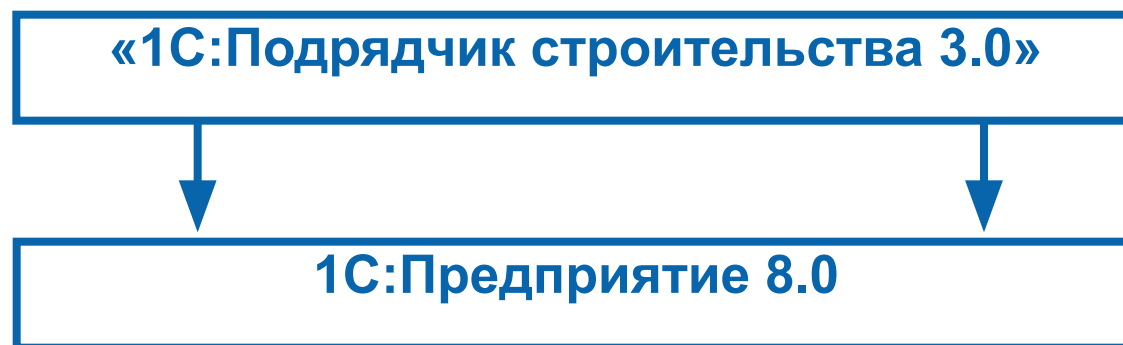 «1С:Подрядчик строительства 3.0»
1С:Предприятие 8.0